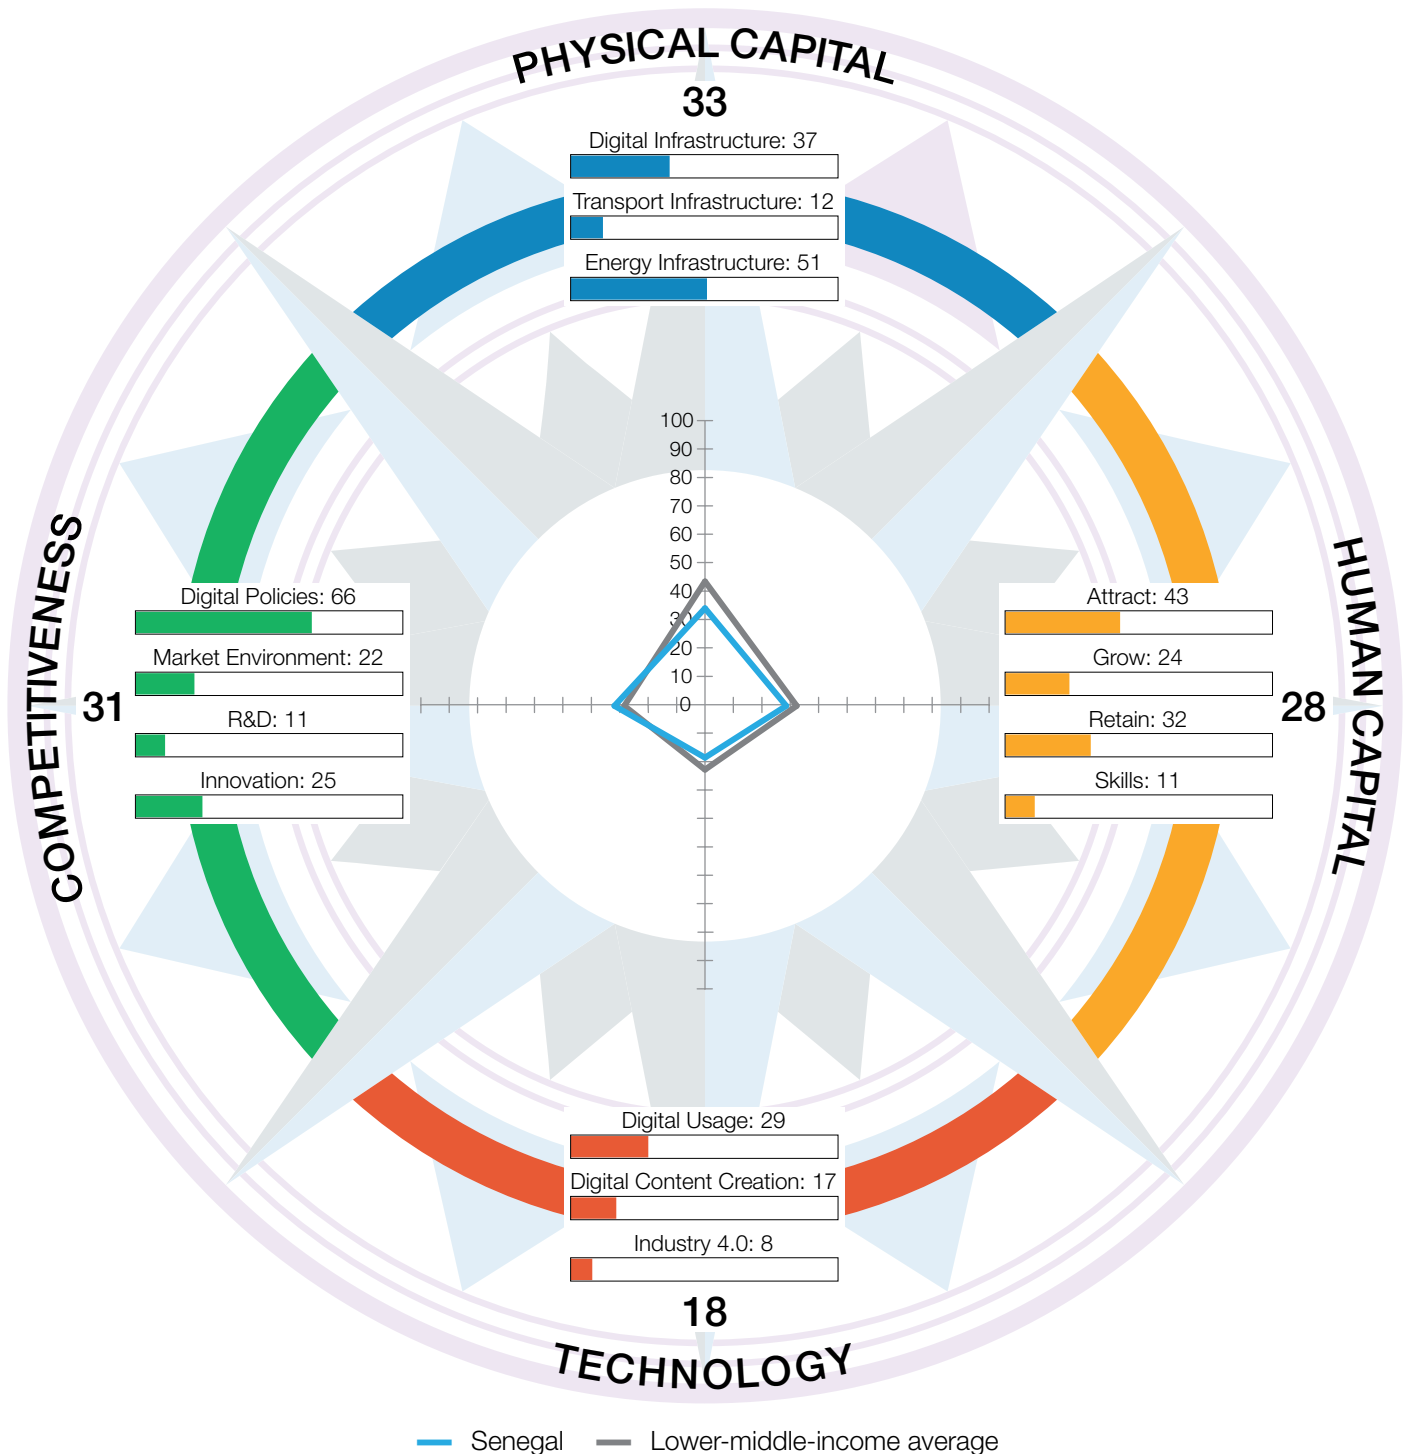 PHYSICAL CAPITAL
33
Digital Infrastructure: 37
Transport Infrastructure: 12
Energy Infrastructure: 51
100
90
80
70
60
50
40
30
20
10
0
COMPETITIVENESS
31
Digital Policies: 66
Market Environment: 22
R&D: 11
Innovation: 25
HUMAN CAPITAL
28
Attract: 43
Grow: 24
Retain: 32
Skills: 11
Digital Usage: 29
Digital Content Creation: 17
Industry 4.0: 8
18
TECHNOLOGY
Senegal
Lower-middle-income average